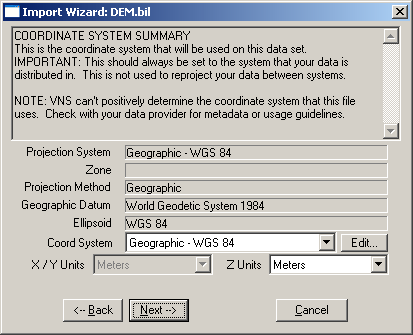 Import Wizard: DEM.bil
COORDINATE SYSTEM SUMMARY
This is the coordinate system that will be used on this data set.
IMPORTANT: This should always be set to the system that your data is
distributed in. This is not used to reproject your data between systems.
NOTE: VNS can't positively determine the coordinate system that this file
uses. Check with your data provider for metadata or usage guidelines.
Projection System Geographic - WGS 84
Zone
Projection Method Geographic
Geographic Datum World Geodetic System 1984
Ellipsoid WGS 84
Coord System Geographic - WGS 84 Edit...
X / Y Units Meters Z Units Meters
<-- Back Next --> Cancel